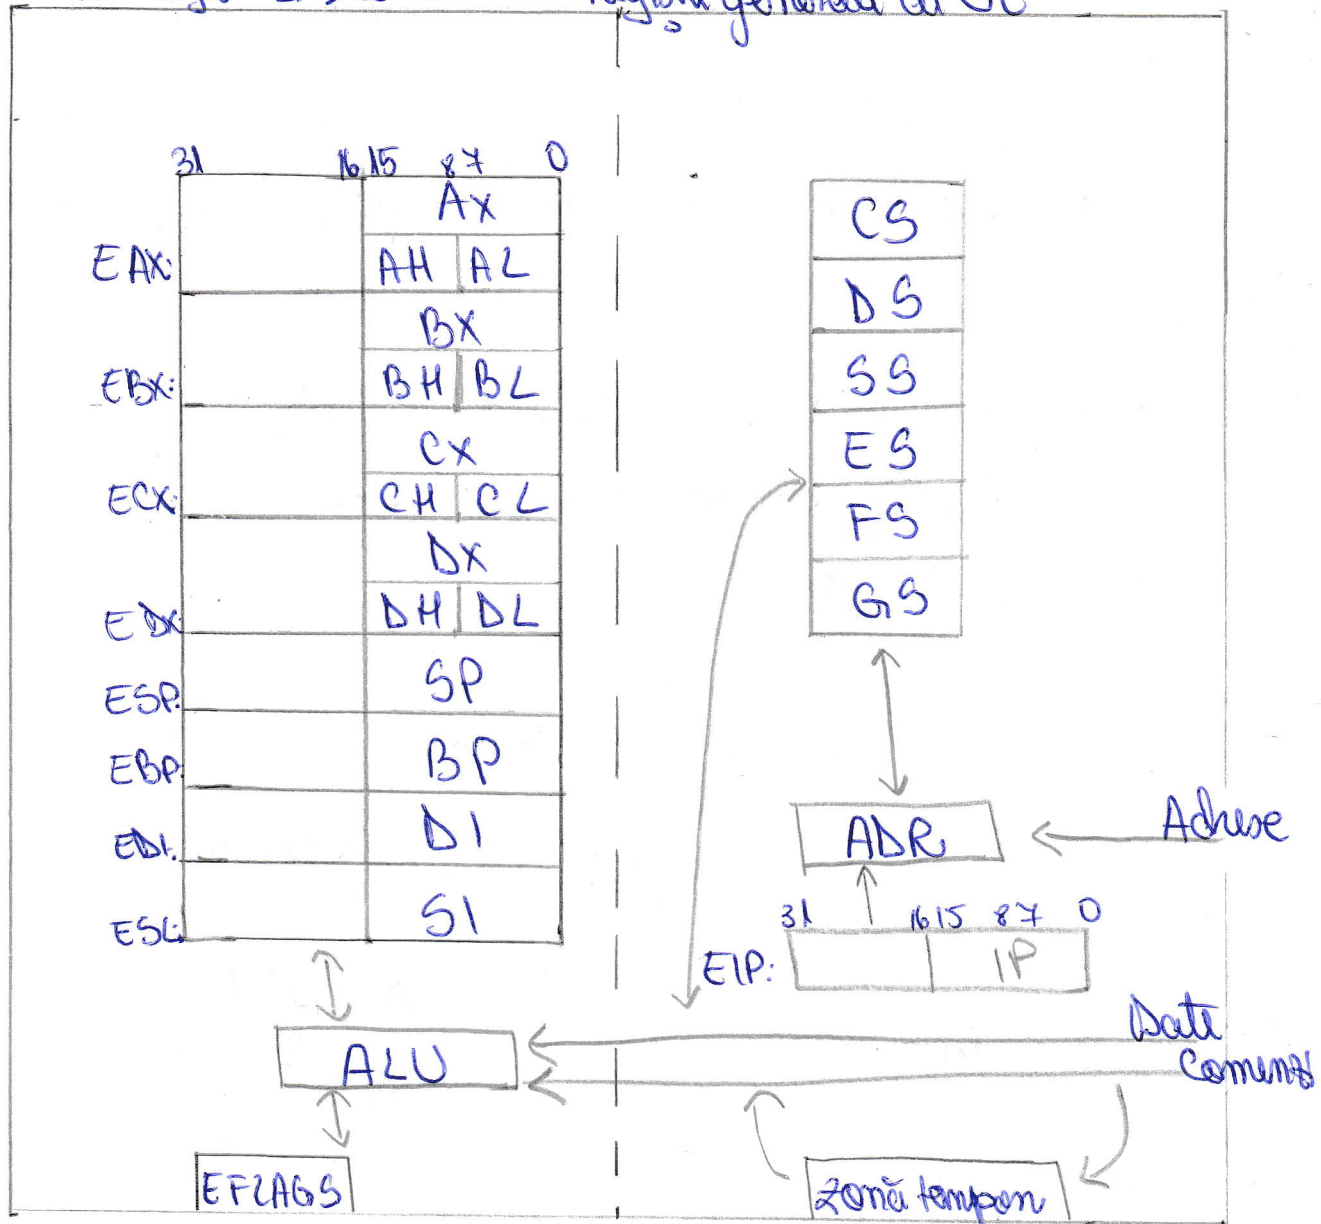 31 16 15 8 7 0
AX
EAX: AH AL
BX
EBX: BH BL
CX
ECX: CH CL
DX
EDX DH DL
ESP: SP
EBP: BP
EDI: DI
ESI: SI
ALU
EFLAGS
CS
DS
SS
ES
FS
GS
ADR
Adrese
31 16 15 8 7 0
EIP: IP
Date
Comenzi
Zonă tampon